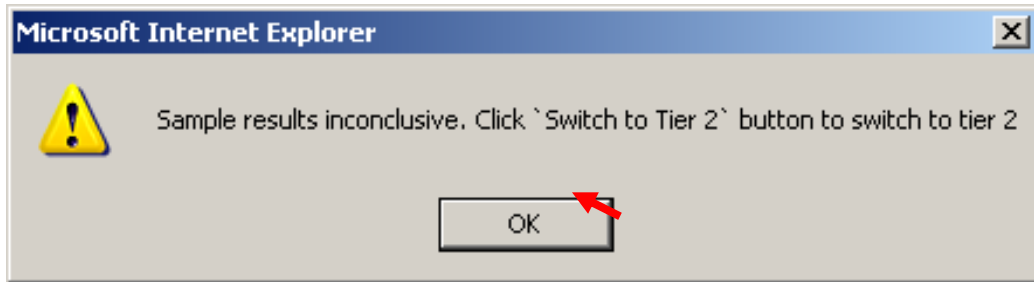 Microsoft Internet Explorer
Sample results inconclusive. Click `Switch to Tier 2` button to switch to tier 2
OK